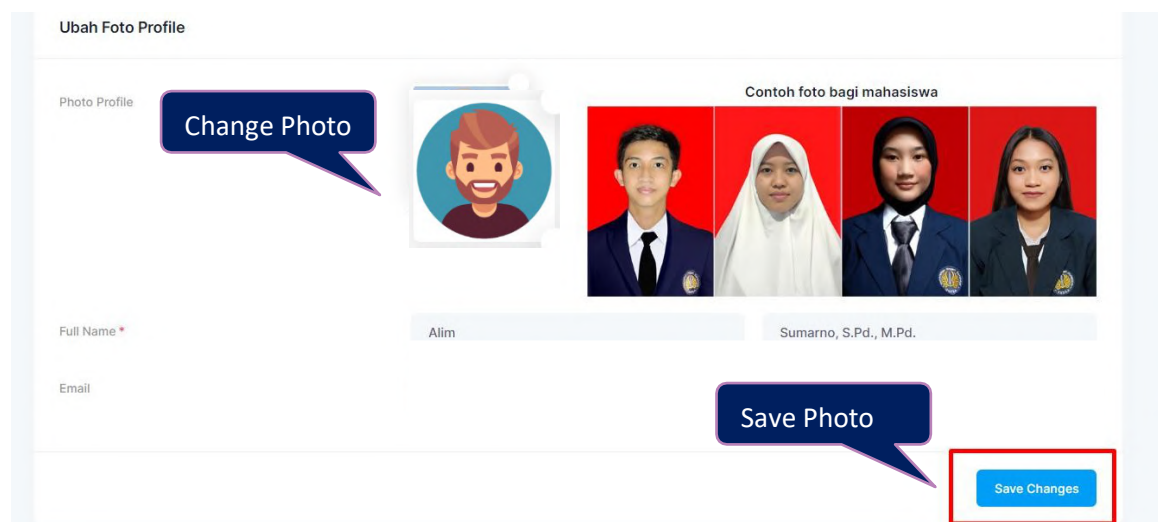 Ubah Foto Profile
Photo Profile
Change Photo
Contoh foto bagi mahasiswa
Full Name *
Alim
Sumarno, S.Pd., M.Pd.
Email
Save Photo
Save Changes